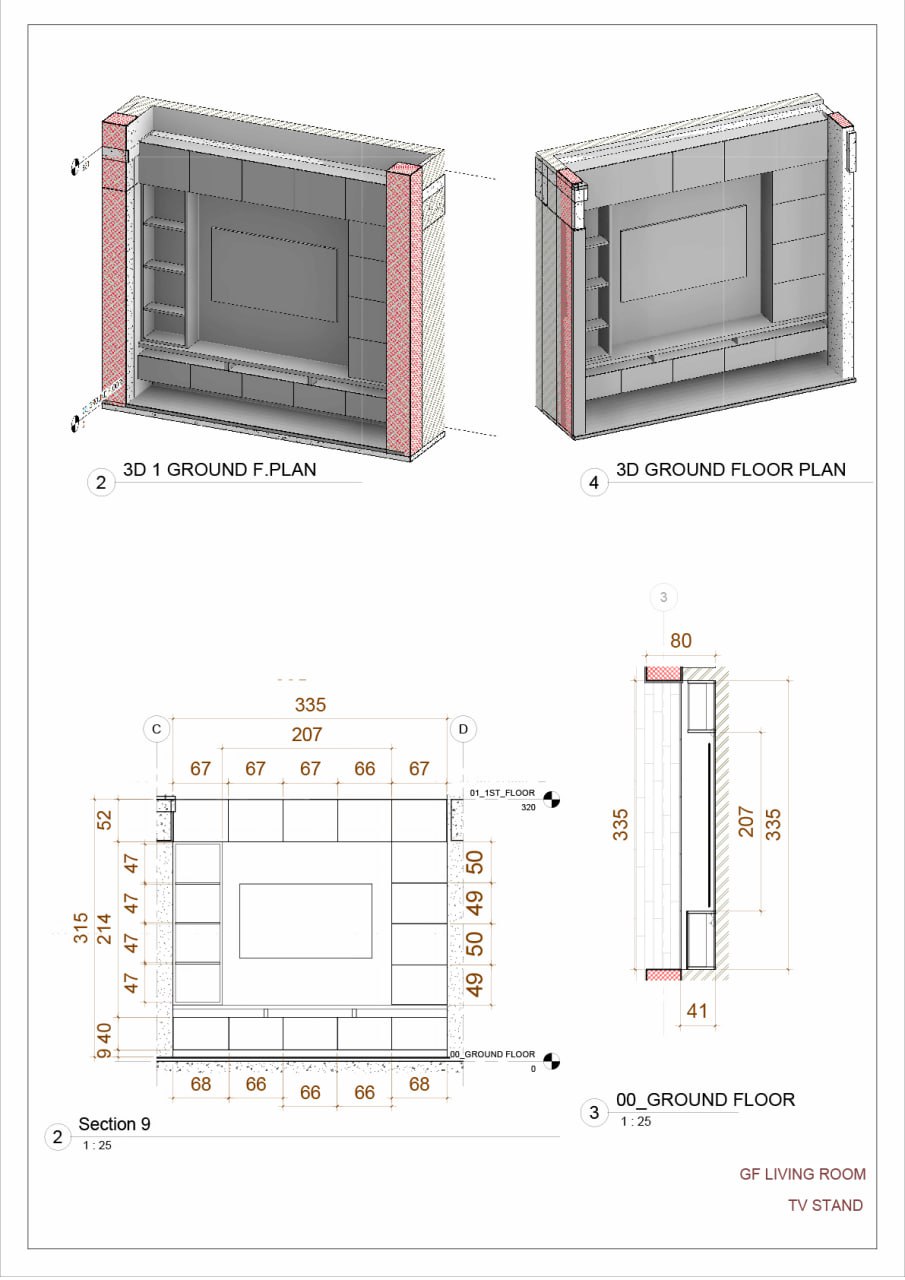 2
3D 1 GROUND F.PLAN
4
3D GROUND FLOOR PLAN
3
80
335
207
335
41
3
00_GROUND FLOOR
1 : 25
335
C
D
207
67 67 67 66 67
01_1ST_FLOOR
320
52
47
47
47
47
315
214
40
9
50
49
50
49
00_GROUND FLOOR
0
68 66 66 66 68
2
Section 9
1 : 25
GF LIVING ROOM
TV STAND